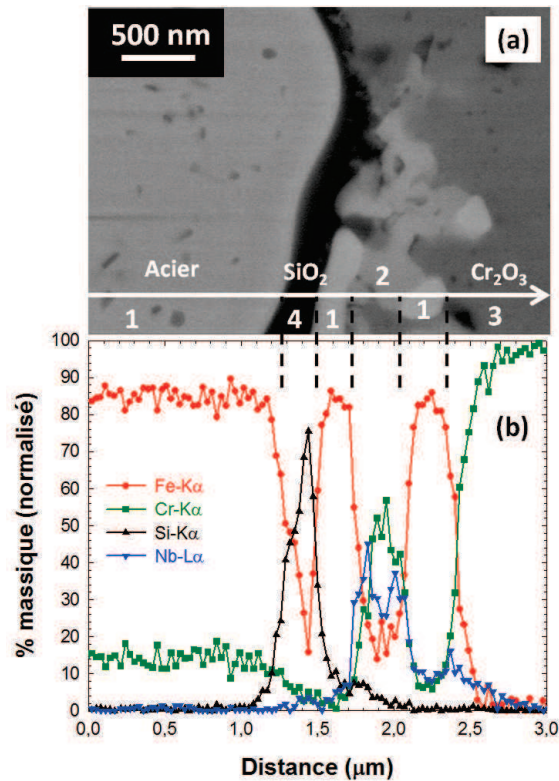 500 nm
(a)
Acier
SiO₂
2
Cr₂O₃
1
4
1
1
3
100
90
80
70
60
50
40
30
20
10
0
(b)
Fe-Kα
Cr-Kα
Si-Kα
Nb-Lα
% massique (normalisé)
0,0
0,5
1,0
1,5
2,0
2,5
3,0
Distance (μm)